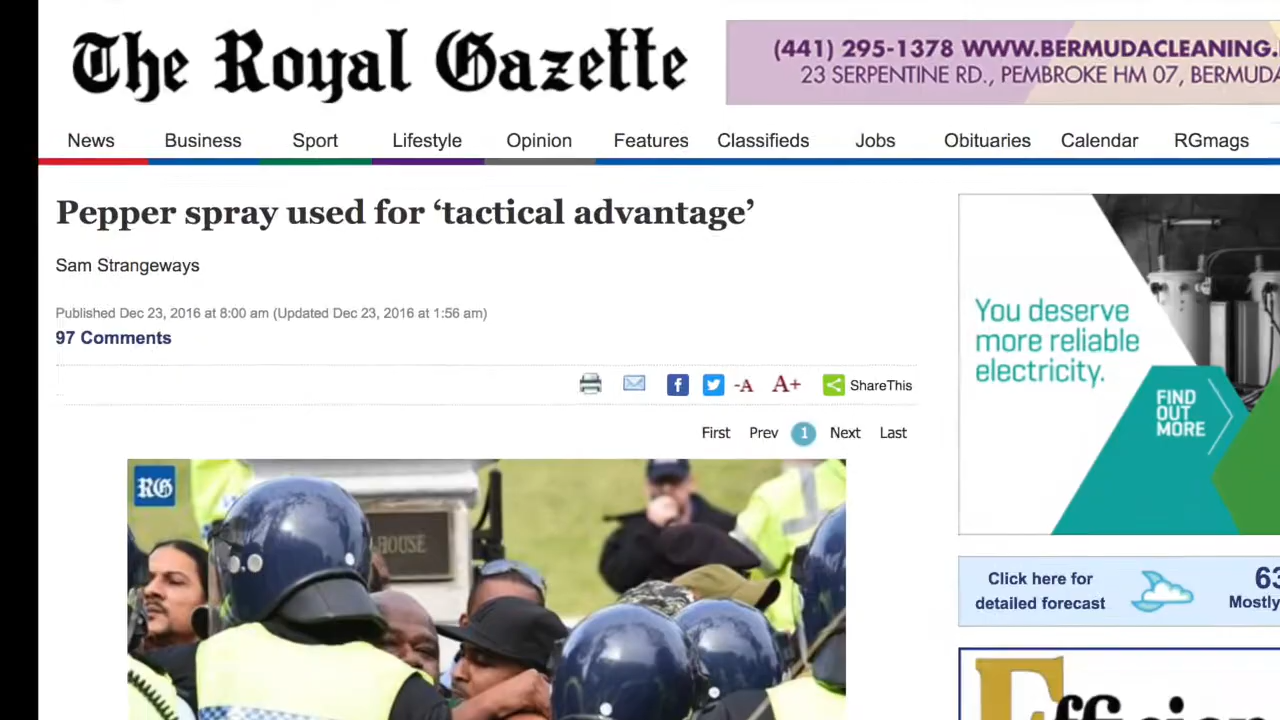 The Royal Gazette
(441) 295-1378 WWW.BERMUDACLEANING.
23 SERPENTINE RD., PEMBROKE HM 07, BERMUDA
News Business Sport Lifestyle Opinion Features Classifieds Jobs Obituaries Calendar RGmags
Pepper spray used for ‘tactical advantage’
Sam Strangeways
Published Dec 23, 2016 at 8:00 am (Updated Dec 23, 2016 at 1:56 am)
97 Comments
-A A+ ShareThis
First Prev 1 Next Last
RG
HOUSE
You deserve
more reliable
electricity.
FIND
OUT
MORE
Click here for
detailed forecast
63
Mostly